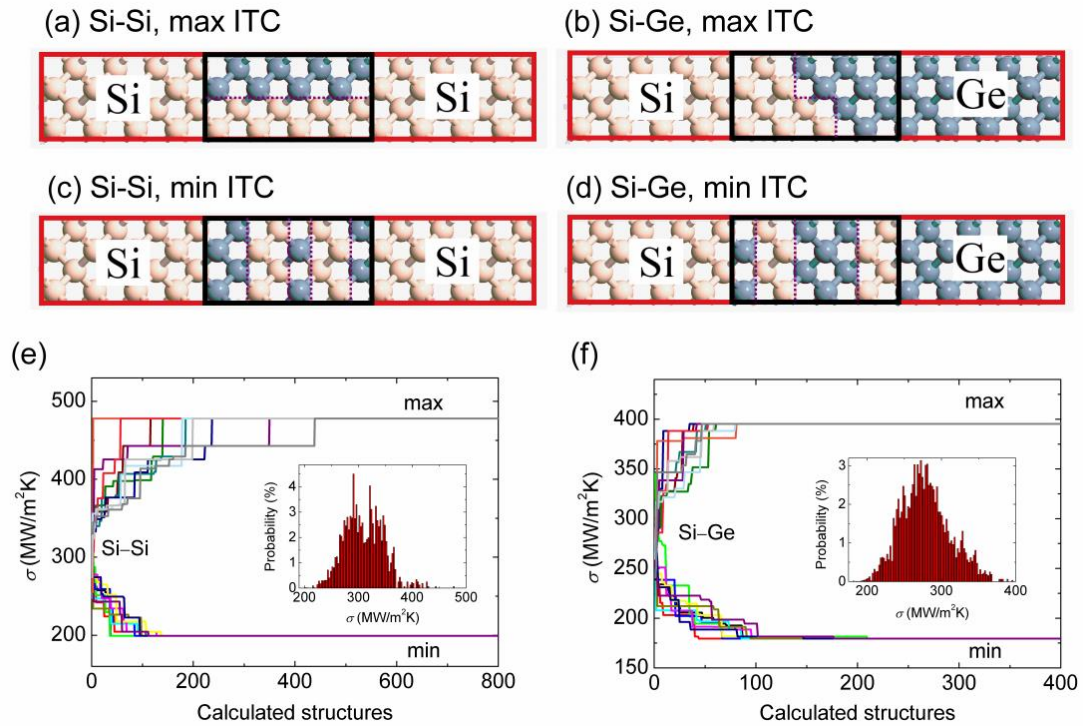 (a) Si-Si, max ITC
(b) Si-Ge, max ITC
Si
Si
Si
Ge
(c) Si-Si, min ITC
(d) Si-Ge, min ITC
Si
Si
Si
Ge
(e)
500
400
300
200
σ (MW/m²K)
max
Si–Si
min
0
200
400
600
800
Calculated structures
4
3
2
1
0
Probability (%)
200
300
400
500
σ (MW/m²K)
(f)
400
350
300
250
200
150
σ (MW/m²K)
max
Si–Ge
min
0
100
200
300
400
Calculated structures
3
2
1
0
Probability (%)
200
300
400
σ (MW/m²K)